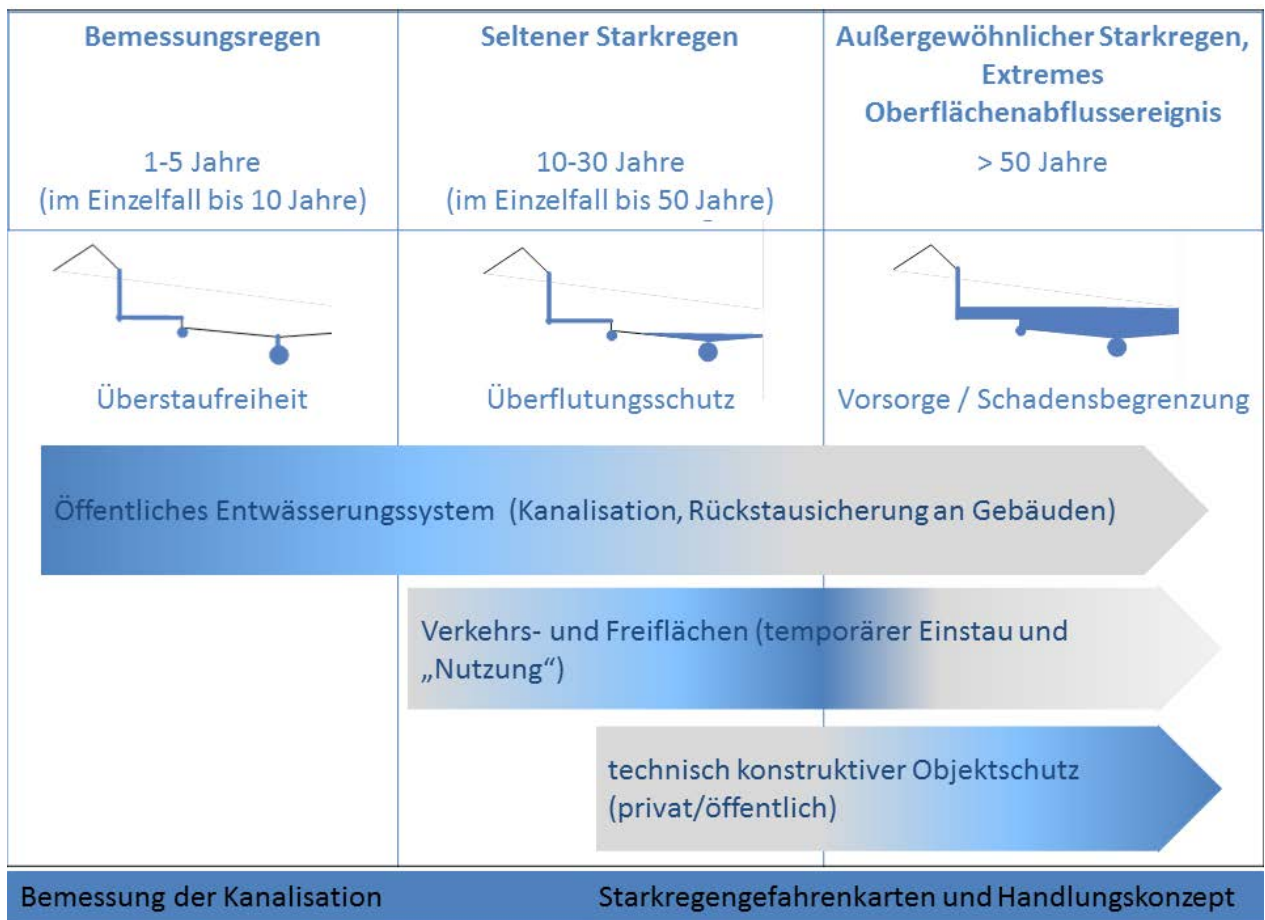 Bemessungsregen
1-5 Jahre
(im Einzelfall bis 10 Jahre)
Seltener Starkregen
10-30 Jahre
(im Einzelfall bis 50 Jahre)
Außergewöhnlicher Starkregen,
Extremes
Oberflächenabflussereignis
> 50 Jahre
Überstaufreiheit
Überflutungsschutz
Vorsorge / Schadensbegrenzung
Öffentliches Entwässerungssystem (Kanalisation, Rückstausicherung an Gebäuden)
Verkehrs- und Freiflächen (temporärer Einstau und
„Nutzung“)
technisch konstruktiver Objektschutz
(privat/öffentlich)
Bemessung der Kanalisation
Starkregengefahrenkarten und Handlungskonzept